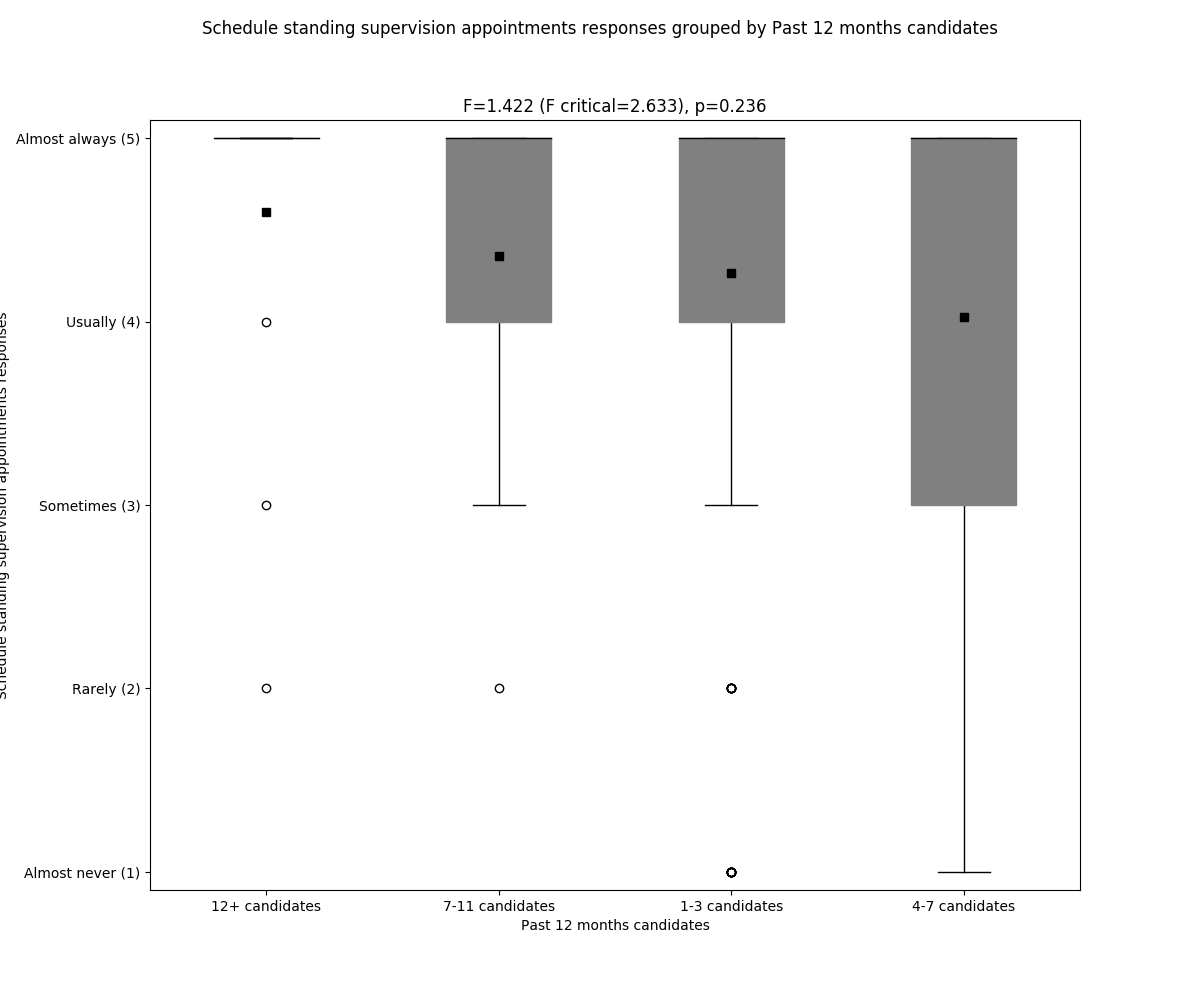 Schedule standing supervision appointments responses grouped by Past 12 months candidates
F=1.422 (F critical=2.633), p=0.236
Schedule standing supervision appointments responses
Almost always (5)
Usually (4)
Sometimes (3)
Rarely (2)
Almost never (1)
12+ candidates
7-11 candidates
1-3 candidates
4-7 candidates
Past 12 months candidates